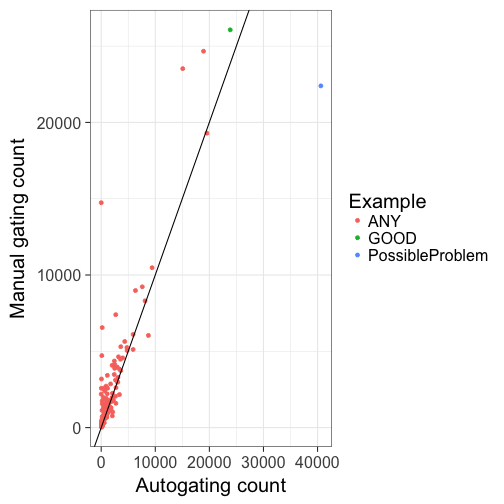 Manual gating count
20000
10000
0
0 10000 20000 30000 40000
Autogating count
Example
ANY
GOOD
PossibleProblem